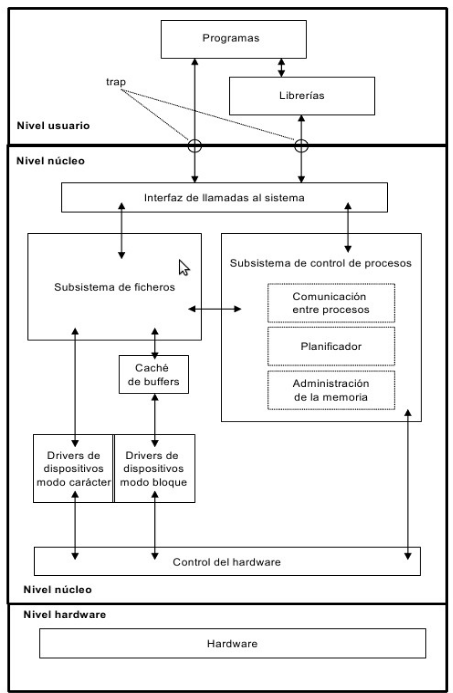 Programas
trap
Librerías
Nivel usuario
Nivel núcleo
Interfaz de llamadas al sistema
Subsistema de ficheros
Subsistema de control de procesos
Comunicación
entre procesos
Planificador
Administración
de la memoria
Caché
de buffers
Drivers de
dispositivos
modo carácter
Drivers de
dispositivos
modo bloque
Control del hardware
Nivel núcleo
Nivel hardware
Hardware